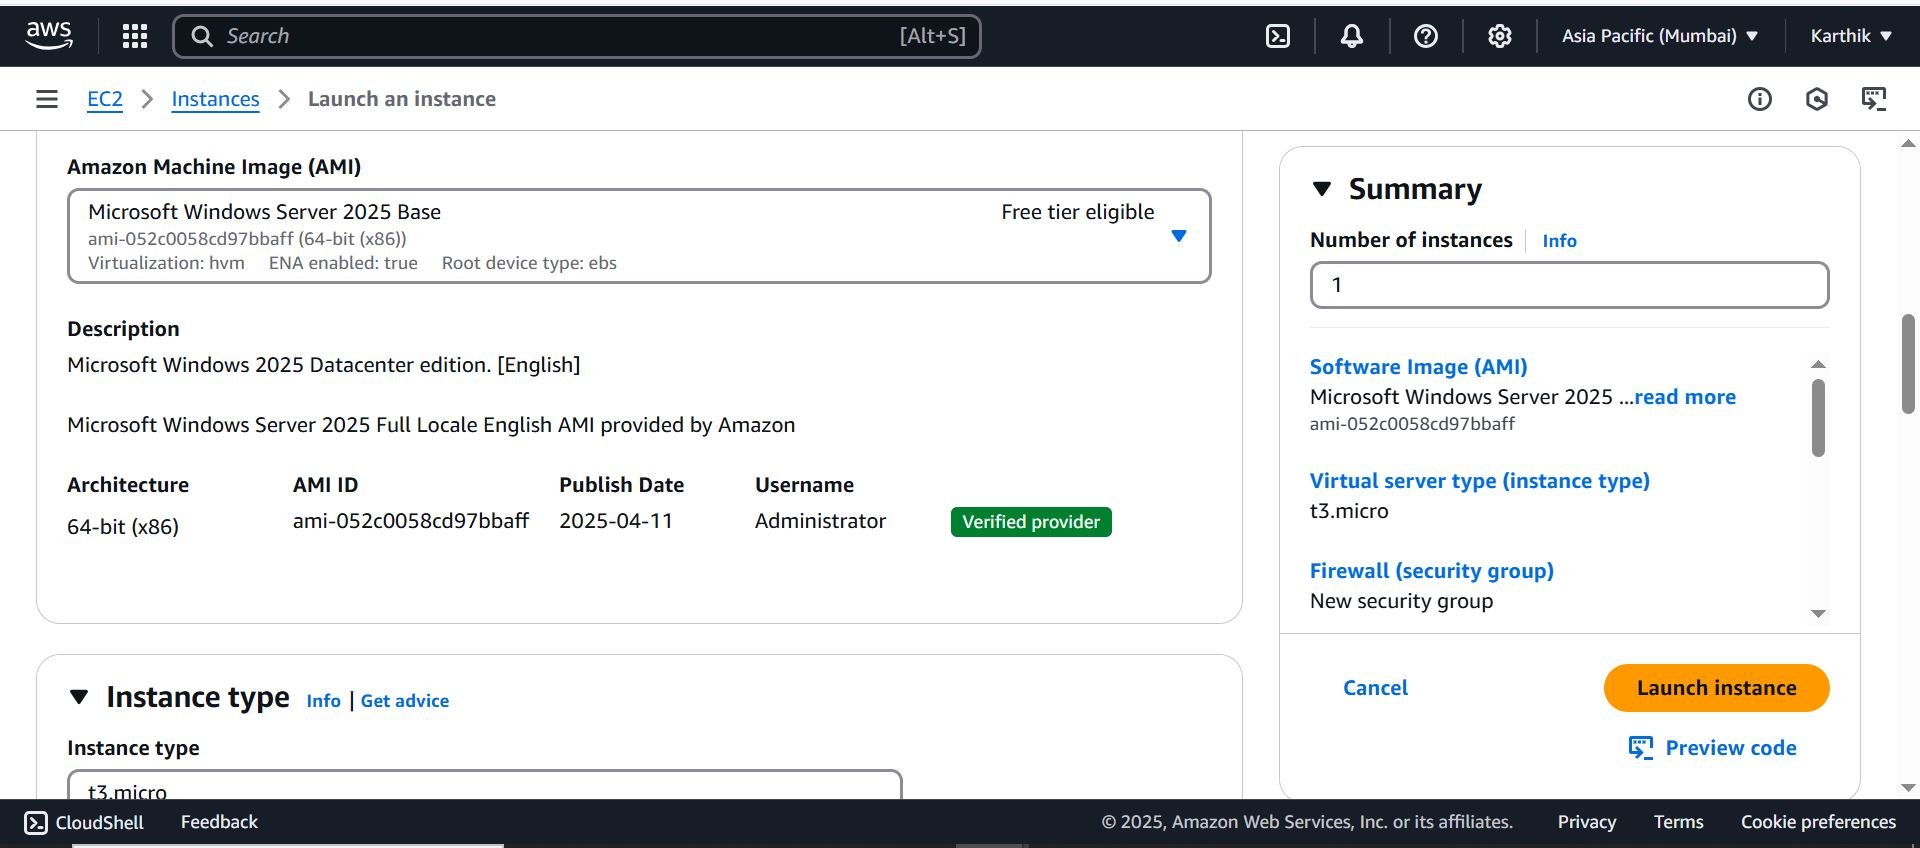 aws
Search [Alt+S]
Asia Pacific (Mumbai)
Karthik
EC2 Instances Launch an instance
Amazon Machine Image (AMI)
Microsoft Windows Server 2025 Base Free tier eligible
ami-052c0058cd97bbaff (64-bit (x86))
Virtualization: hvm ENA enabled: true Root device type: ebs
Description
Microsoft Windows 2025 Datacenter edition. [English]
Microsoft Windows Server 2025 Full Locale English AMI provided by Amazon
Architecture AMI ID Publish Date Username
64-bit (x86) ami-052c0058cd97bbaff 2025-04-11 Administrator Verified provider
Instance type Info | Get advice
Instance type
t3.micro
Summary
Number of instances Info
1
Software Image (AMI)
Microsoft Windows Server 2025 ...read more
ami-052c0058cd97bbaff
Virtual server type (instance type)
t3.micro
Firewall (security group)
New security group
Cancel Launch instance
Preview code
CloudShell Feedback © 2025, Amazon Web Services, Inc. or its affiliates. Privacy Terms Cookie preferences